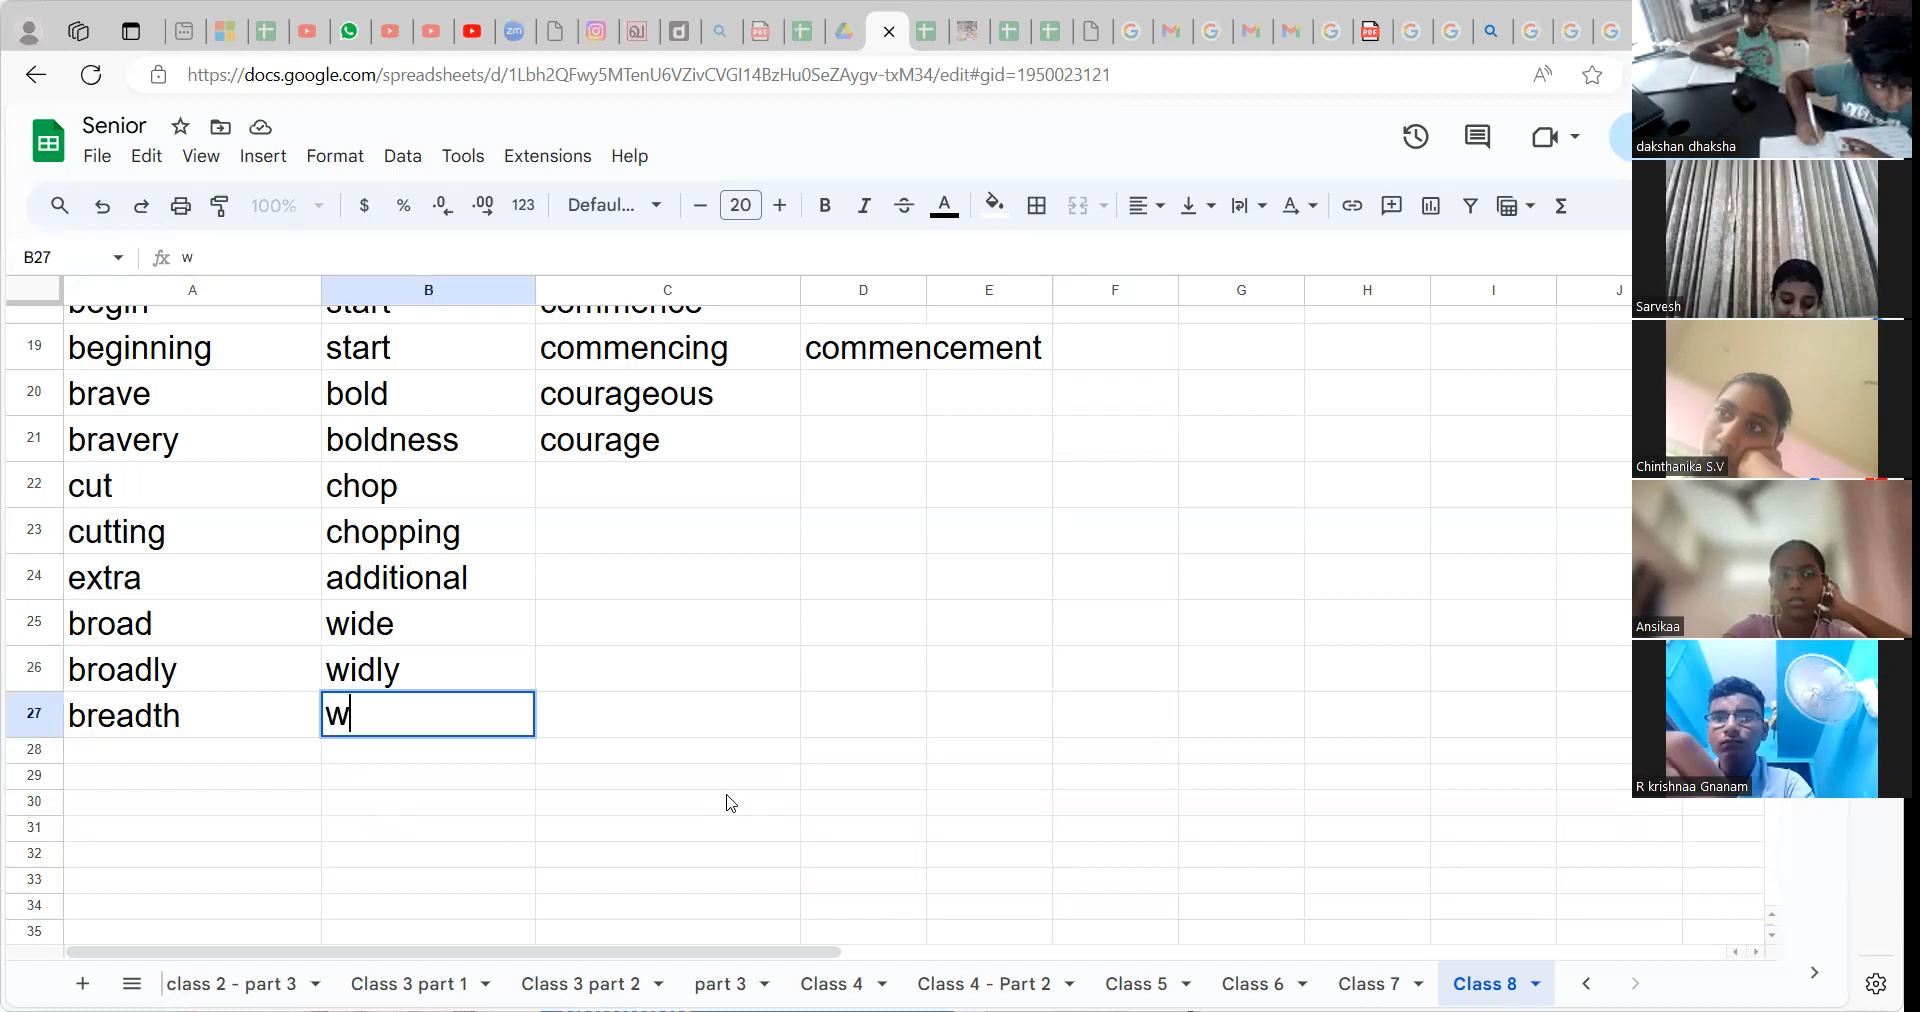 zm
https://docs.google.com/spreadsheets/d/1Lbh2QFwy5MTenU6VZivCVGI14BzHu0SeZAygv-txM34/edit#gid=1950023121
Senior
File Edit View Insert Format Data Tools Extensions Help
100% $ % .0 .00 123 Defaul... 20 B I A
B27 fx w
A B C D E F G H I J
begin start commence
19 beginning start commencing commencement
20 brave bold courageous
21 bravery boldness courage
22 cut chop
23 cutting chopping
24 extra additional
25 broad wide
26 broadly widly
27 breadth w
28
29
30
31
32
33
34
35
class 2 - part 3 Class 3 part 1 Class 3 part 2 part 3 Class 4 Class 4 - Part 2 Class 5 Class 6 Class 7 Class 8
dakshan dhaksha
Sarvesh
Chinthanika S.V
Ansikaa
R krishnaa Gnanam